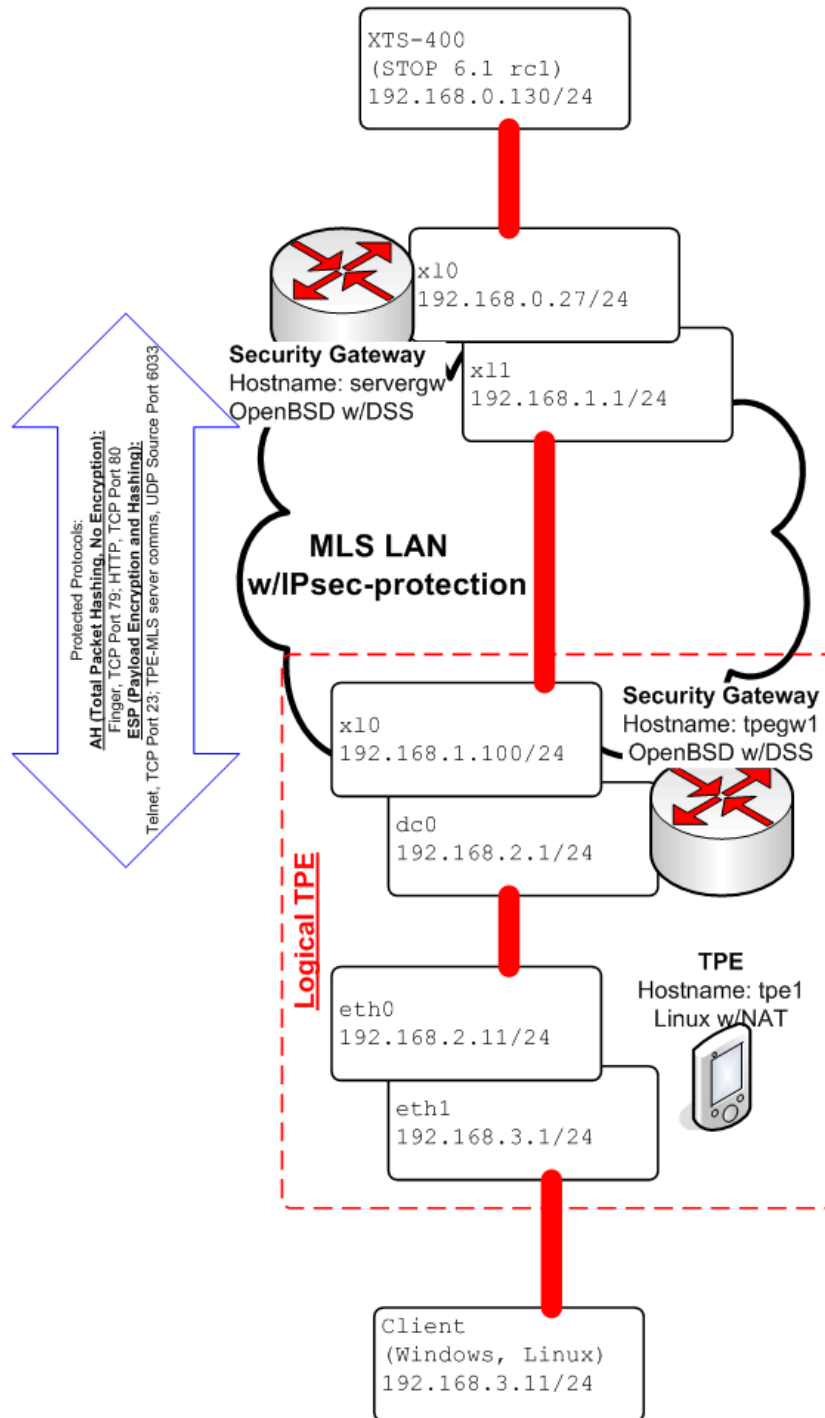 XTS-400
(STOP 6.1 rc1)
192.168.0.130/24
xl0
192.168.0.27/24
Security Gateway
Hostname: servergw
OpenBSD w/DSS
xl1
192.168.1.1/24
Protected Protocols:
AH (Total Packet Hashing, No Encryption):
Finger, TCP Port 79; HTTP, TCP Port 80
ESP (Payload Encryption and Hashing):
Telnet, TCP Port 23; TPE-MLS server comms, UDP Source Port 6033
MLS LAN
w/IPsec-protection
xl0
192.168.1.100/24
Security Gateway
Hostname: tpegw1
OpenBSD w/DSS
dc0
192.168.2.1/24
Logical TPE
eth0
192.168.2.11/24
TPE
Hostname: tpe1
Linux w/NAT
eth1
192.168.3.1/24
Client
(Windows, Linux)
192.168.3.11/24